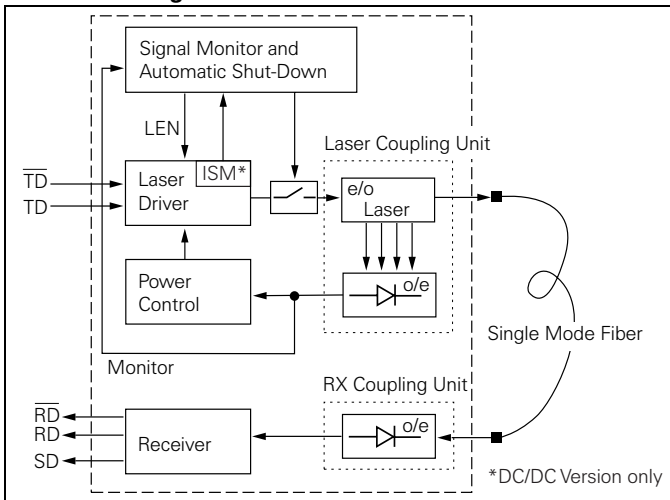 Signal Monitor and
Automatic Shut-Down
LEN
Laser Coupling Unit
TD
TD
Laser
Driver
ISM*
e/o
Laser
Power
Control
o/e
Single Mode Fiber
Monitor
RX Coupling Unit
RD
RD
SD
Receiver
o/e
*DC/DC Version only